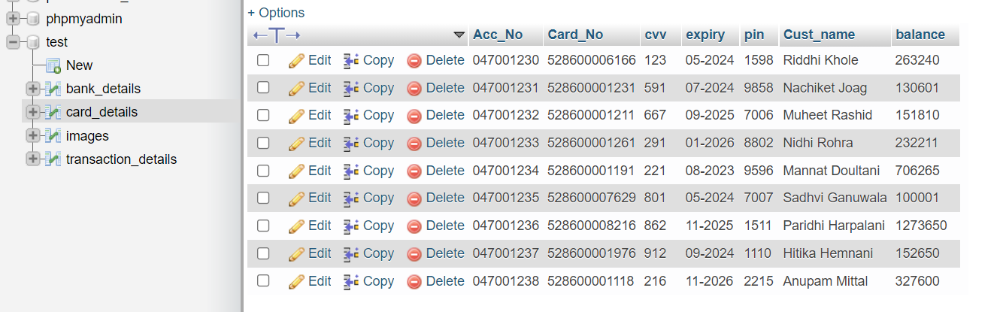 phpmyadmin
test
New
bank_details
card_details
images
transaction_details
+ Options
Acc_No Card_No cvv expiry pin Cust_name balance
Edit Copy Delete 047001230 528600006166 123 05-2024 1598 Riddhi Khole 263240
Edit Copy Delete 047001231 528600001231 591 07-2024 9858 Nachiket Joag 130601
Edit Copy Delete 047001232 528600001211 667 09-2025 7006 Muheet Rashid 151810
Edit Copy Delete 047001233 528600001261 291 01-2026 8802 Nidhi Rohra 232211
Edit Copy Delete 047001234 528600001191 221 08-2023 9596 Mannat Doultani 706265
Edit Copy Delete 047001235 528600007629 801 05-2024 7007 Sadhvi Ganuwala 100001
Edit Copy Delete 047001236 528600008216 862 11-2025 1511 Paridhi Harpalani 1273650
Edit Copy Delete 047001237 528600001976 912 09-2024 1110 Hitika Hemnani 152650
Edit Copy Delete 047001238 528600001118 216 11-2026 2215 Anupam Mittal 327600